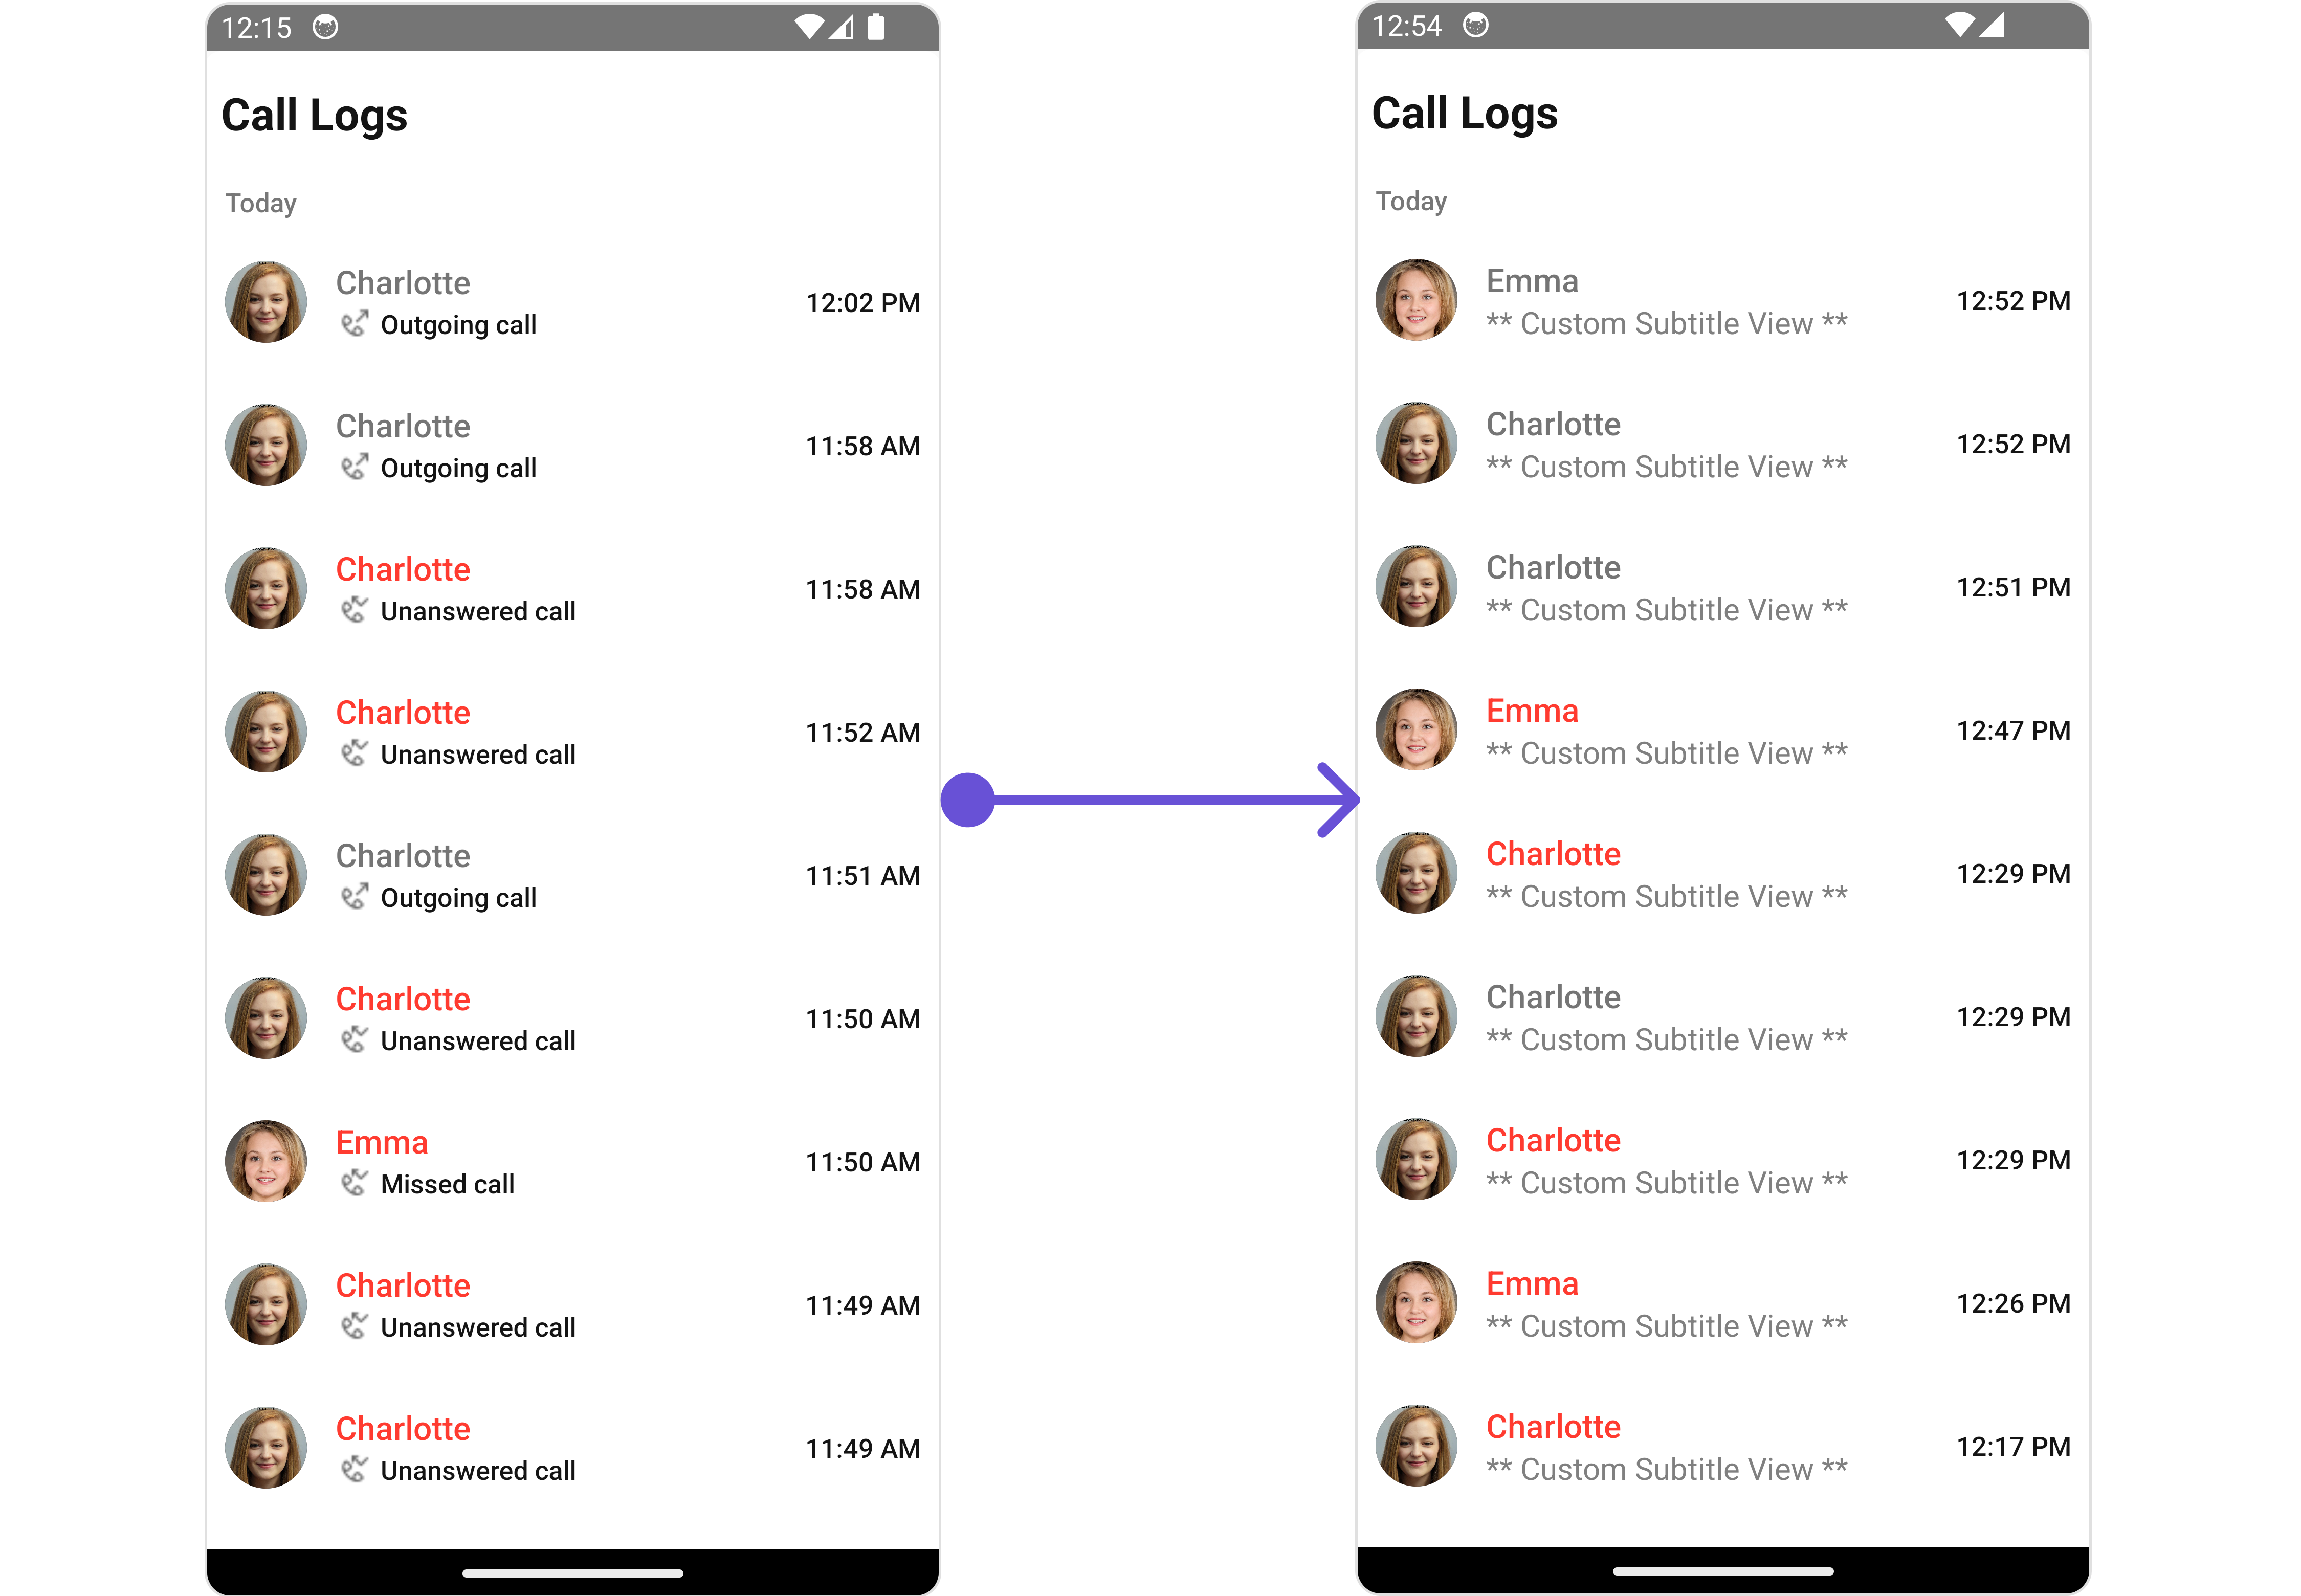 12:15
Call Logs
Today
Charlotte
Outgoing call
12:02 PM
Charlotte
Outgoing call
11:58 AM
Charlotte
Unanswered call
11:58 AM
Charlotte
Unanswered call
11:52 AM
Charlotte
Outgoing call
11:51 AM
Charlotte
Unanswered call
11:50 AM
Emma
Missed call
11:50 AM
Charlotte
Unanswered call
11:49 AM
Charlotte
Unanswered call
11:49 AM
12:54
Call Logs
Today
Emma
** Custom Subtitle View **
12:52 PM
Charlotte
** Custom Subtitle View **
12:52 PM
Charlotte
** Custom Subtitle View **
12:51 PM
Emma
** Custom Subtitle View **
12:47 PM
Charlotte
** Custom Subtitle View **
12:29 PM
Charlotte
** Custom Subtitle View **
12:29 PM
Charlotte
** Custom Subtitle View **
12:29 PM
Emma
** Custom Subtitle View **
12:26 PM
Charlotte
** Custom Subtitle View **
12:17 PM